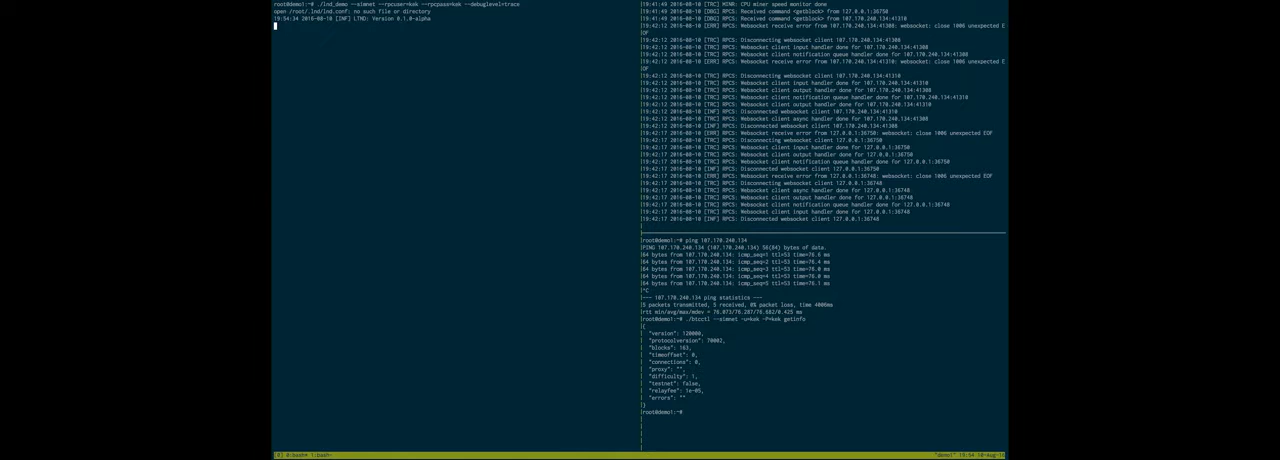 root@demo1:~# ./lnd_demo --simnet --rpcuser=kek --rpcpass=kek --debuglevel=trace
open /root/.lnd/lnd.conf: no such file or directory
19:54:34 2016-08-10 [INF] LTND: Version 0.1.0-alpha
19:41:49 2016-08-10 [TRC] MINR: CPU miner speed monitor done
19:41:49 2016-08-10 [DBG] RPCS: Received command <getblock> from 127.0.0.1:36750
19:41:49 2016-08-10 [DBG] RPCS: Received command <getblock> from 107.170.240.134:41310
19:42:12 2016-08-10 [ERR] RPCS: Websocket receive error from 107.170.240.134:41308: websocket: close 1006 unexpected E
OF
19:42:12 2016-08-10 [TRC] RPCS: Disconnecting websocket client 107.170.240.134:41308
19:42:12 2016-08-10 [TRC] RPCS: Websocket client input handler done for 107.170.240.134:41308
19:42:12 2016-08-10 [TRC] RPCS: Websocket client notification queue handler done for 107.170.240.134:41308
19:42:12 2016-08-10 [ERR] RPCS: Websocket receive error from 107.170.240.134:41310: websocket: close 1006 unexpected E
OF
19:42:12 2016-08-10 [TRC] RPCS: Disconnecting websocket client 107.170.240.134:41310
19:42:12 2016-08-10 [TRC] RPCS: Websocket client input handler done for 107.170.240.134:41310
19:42:12 2016-08-10 [TRC] RPCS: Websocket client output handler done for 107.170.240.134:41308
19:42:12 2016-08-10 [TRC] RPCS: Websocket client notification queue handler done for 107.170.240.134:41310
19:42:12 2016-08-10 [TRC] RPCS: Websocket client output handler done for 107.170.240.134:41310
19:42:12 2016-08-10 [INF] RPCS: Disconnected websocket client 107.170.240.134:41310
19:42:12 2016-08-10 [TRC] RPCS: Websocket client async handler done for 107.170.240.134:41308
19:42:12 2016-08-10 [INF] RPCS: Disconnected websocket client 107.170.240.134:41308
19:42:17 2016-08-10 [ERR] RPCS: Websocket receive error from 127.0.0.1:36750: websocket: close 1006 unexpected EOF
19:42:17 2016-08-10 [TRC] RPCS: Disconnecting websocket client 127.0.0.1:36750
19:42:17 2016-08-10 [TRC] RPCS: Websocket client input handler done for 127.0.0.1:36750
19:42:17 2016-08-10 [TRC] RPCS: Websocket client output handler done for 127.0.0.1:36750
19:42:17 2016-08-10 [TRC] RPCS: Websocket client notification queue handler done for 127.0.0.1:36750
19:42:17 2016-08-10 [INF] RPCS: Disconnected websocket client 127.0.0.1:36750
19:42:17 2016-08-10 [ERR] RPCS: Websocket receive error from 127.0.0.1:36748: websocket: close 1006 unexpected EOF
19:42:17 2016-08-10 [TRC] RPCS: Disconnecting websocket client 127.0.0.1:36748
19:42:17 2016-08-10 [TRC] RPCS: Websocket client async handler done for 127.0.0.1:36748
19:42:17 2016-08-10 [TRC] RPCS: Websocket client output handler done for 127.0.0.1:36748
19:42:17 2016-08-10 [TRC] RPCS: Websocket client notification queue handler done for 127.0.0.1:36748
19:42:17 2016-08-10 [TRC] RPCS: Websocket client input handler done for 127.0.0.1:36748
19:42:17 2016-08-10 [INF] RPCS: Disconnected websocket client 127.0.0.1:36748
root@demo1:~# ping 107.170.240.134
PING 107.170.240.134 (107.170.240.134) 56(84) bytes of data.
64 bytes from 107.170.240.134: icmp_seq=1 ttl=53 time=76.6 ms
64 bytes from 107.170.240.134: icmp_seq=2 ttl=53 time=76.4 ms
64 bytes from 107.170.240.134: icmp_seq=3 ttl=53 time=76.0 ms
64 bytes from 107.170.240.134: icmp_seq=4 ttl=53 time=76.0 ms
64 bytes from 107.170.240.134: icmp_seq=5 ttl=53 time=76.1 ms
^C
--- 107.170.240.134 ping statistics ---
5 packets transmitted, 5 received, 0% packet loss, time 4006ms
rtt min/avg/max/mdev = 76.073/76.287/76.682/0.425 ms
root@demo1:~# ./btcctl --simnet -u=kek -P=kek getinfo
{
"version": 120000,
"protocolversion": 70002,
"blocks": 163,
"timeoffset": 0,
"connections": 0,
"proxy": "",
"difficulty": 1,
"testnet": false,
"relayfee": 1e-05,
"errors": ""
}
root@demo1:~#
[0] 0:bash* 1:bash- "demo1" 19:54 10-Aug-16